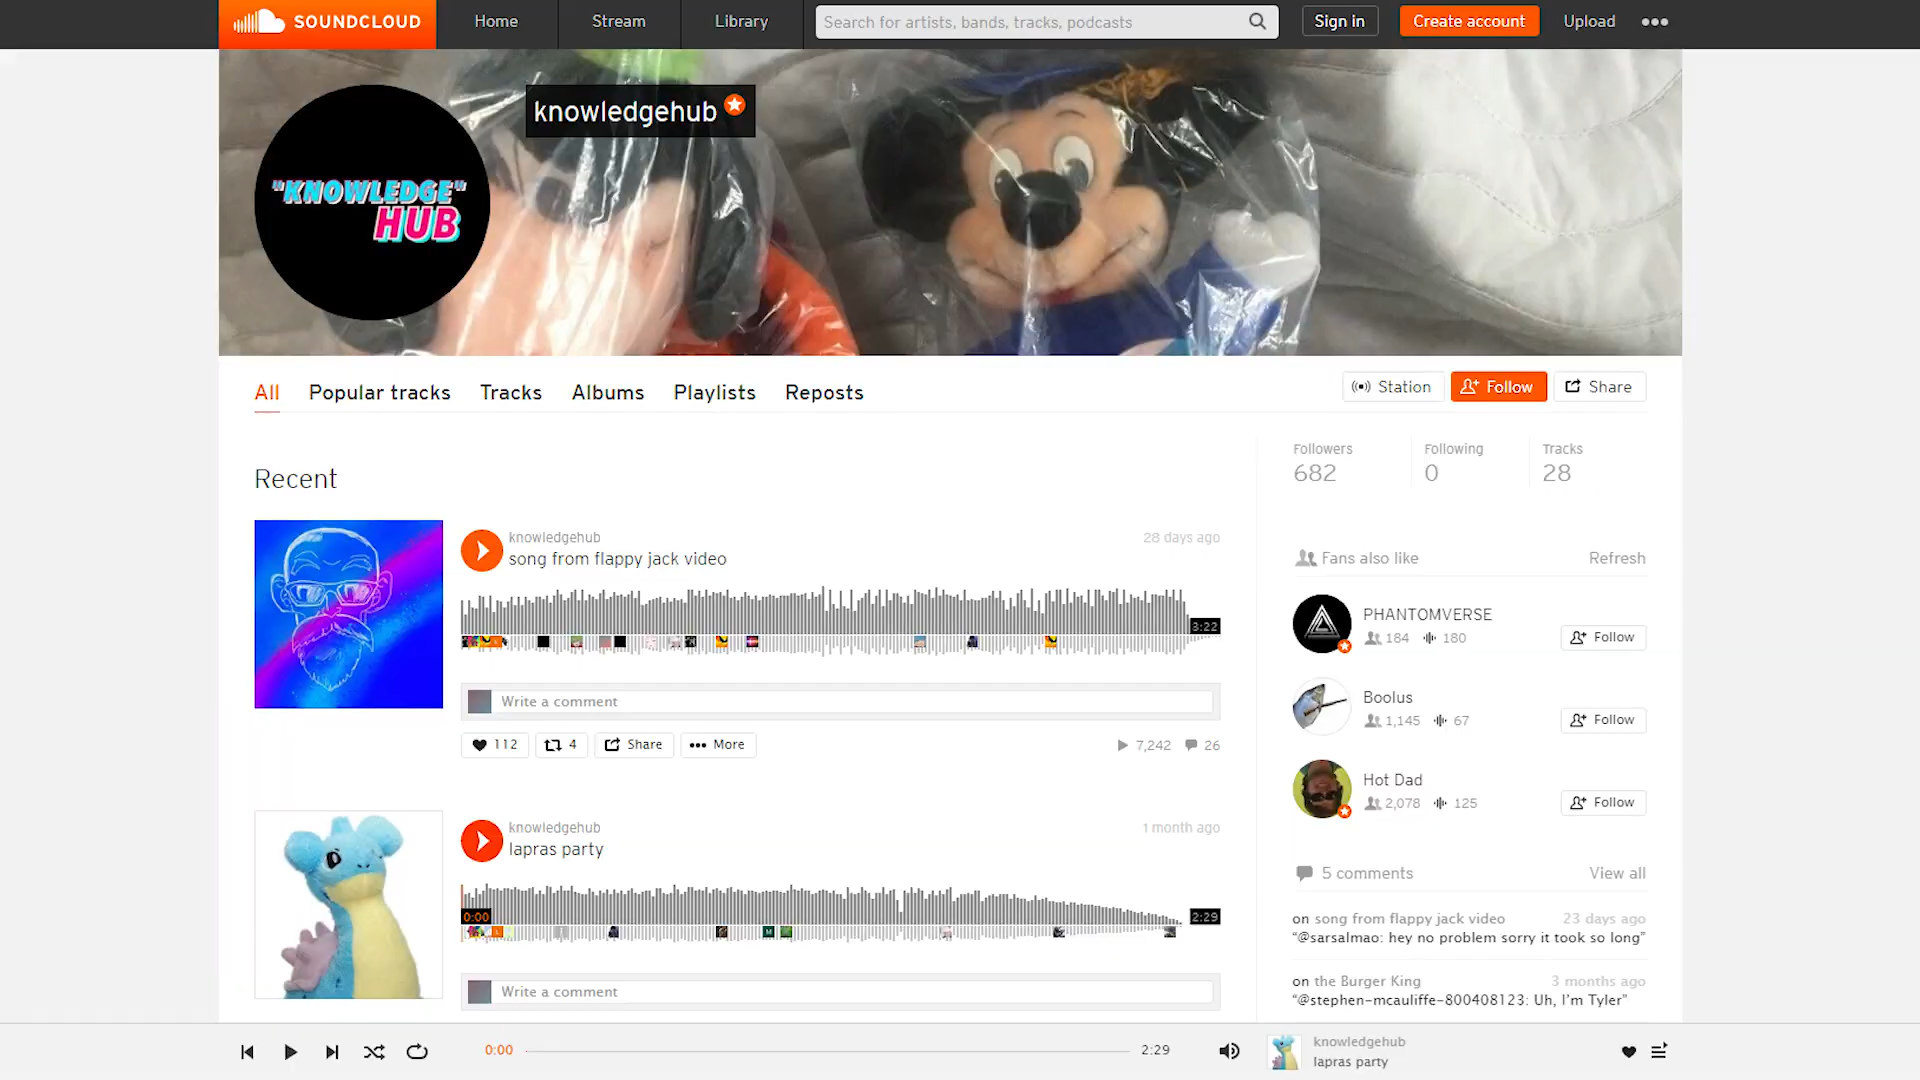 SOUNDCLOUD
Home
Stream
Library
Search for artists, bands, tracks, podcasts
Sign in
Create account
Upload
knowledgehub
"KNOWLEDGE"
HUB
All
Popular tracks
Tracks
Albums
Playlists
Reposts
Station
Follow
Share
Followers
682
Following
0
Tracks
28
Recent
knowledgehub
song from flappy jack video
28 days ago
3:22
Write a comment
112
4
Share
More
7,242
26
knowledgehub
lapras party
1 month ago
0:00
2:29
Write a comment
Fans also like
Refresh
PHANTOMVERSE
184
180
Follow
Boolus
1,145
67
Follow
Hot Dad
2,078
125
Follow
5 comments
View all
on song from flappy jack video
23 days ago
“@sarsalmao: hey no problem sorry it took so long”
on the Burger King
3 months ago
“@stephen-mcauliffe-800408123: Uh, I’m Tyler”
0:00
2:29
knowledgehub
lapras party